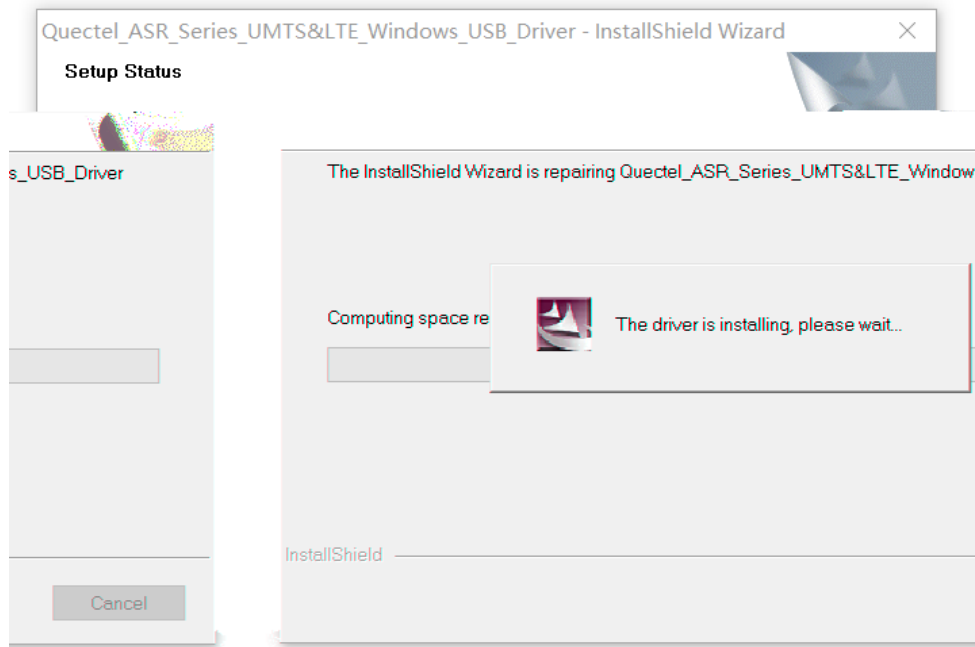 Quectel_ASR_Series_UMTS&LTE_Windows_USB_Driver - InstallShield Wizard
Setup Status
s_USB_Driver
The InstallShield Wizard is repairing Quectel_ASR_Series_UMTS&LTE_Window
Computing space re
The driver is installing, please wait...
InstallShield
Cancel